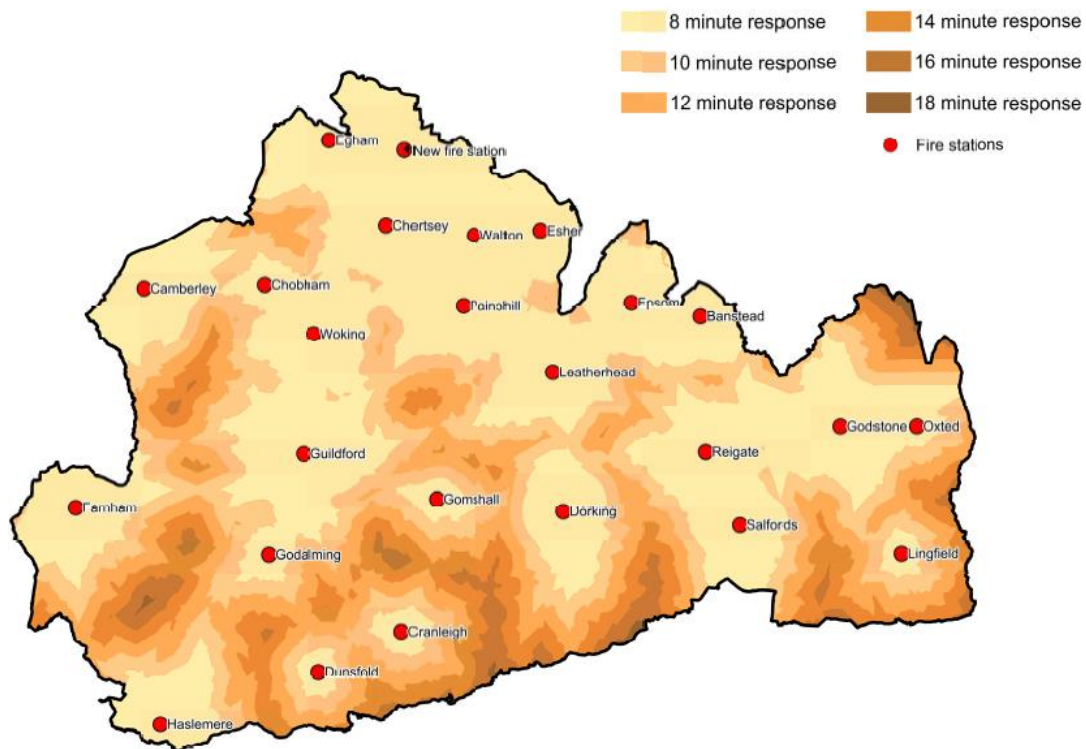 8 minute response
14 minute response
10 minute response
16 minute response
12 minute response
18 minute response
Fire stations
Egham
New fire station
Chertsey
Walton
Esher
Camberley
Chobham
Painshill
Epsom
Banstead
Woking
Leatherhead
Godstone
Oxted
Guildford
Reigate
Farnham
Gomshall
Dorking
Salfords
Godalming
Lingfield
Cranleigh
Dunsfold
Haslemere